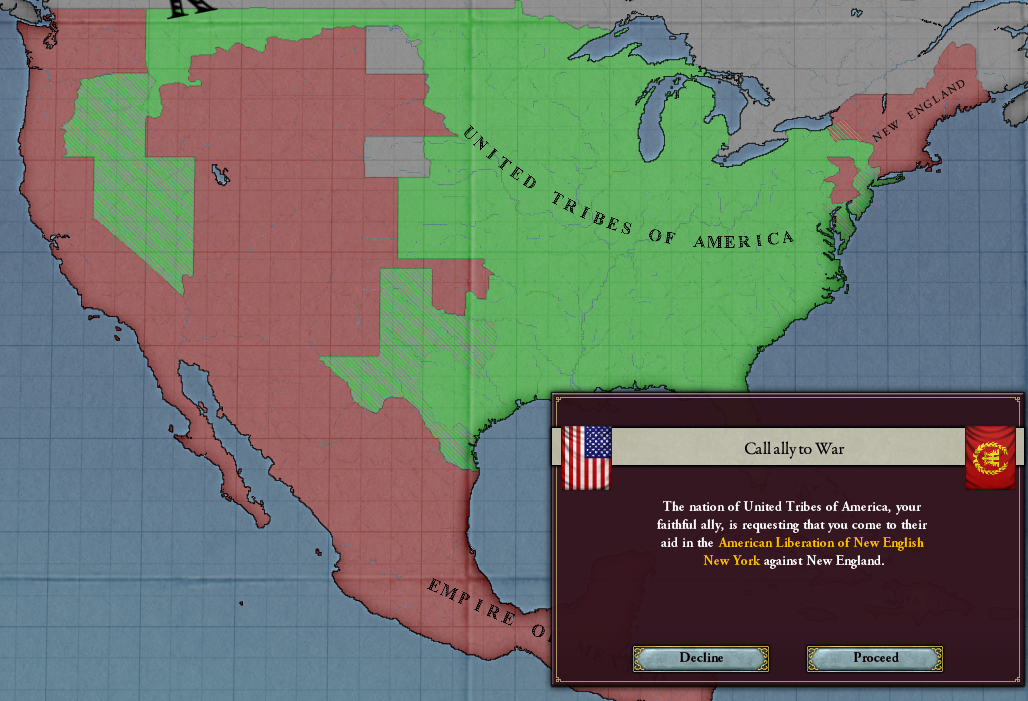 UNITED TRIBES OF AMERICA
NEW ENGLAND
Call ally to War
The nation of United Tribes of America, your
faithful ally, is requesting that you come to their
aid in the American Liberation of New English
New York against New England.
EMPIRE O
Decline
Proceed